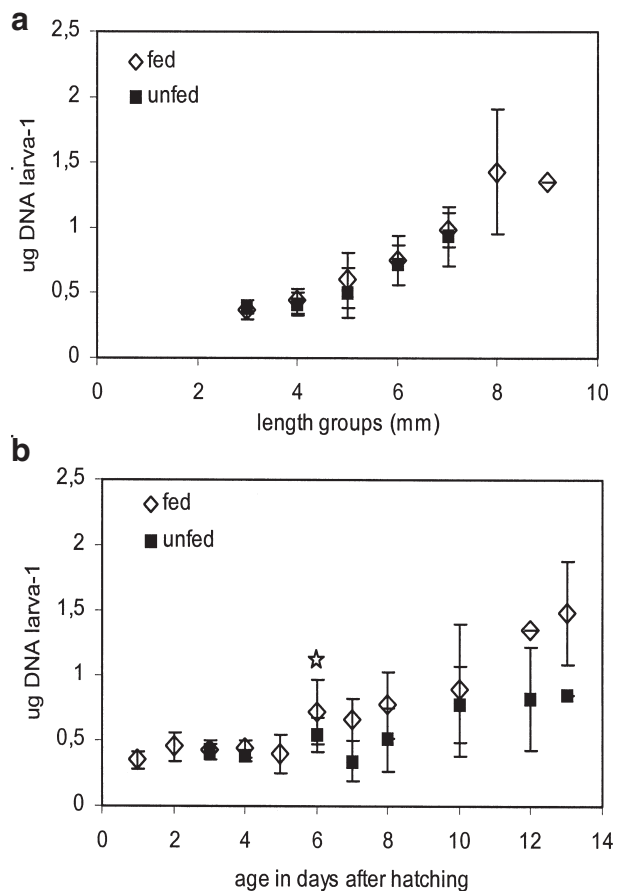 a
2,5
2
1,5
1
0,5
0
ug DNA larva-1
fed
unfed
0 2 4 6 8 10
length groups (mm)
b
2,5
2
1,5
1
0,5
0
ug DNA larva-1
fed
unfed
0 2 4 6 8 10 12 14
age in days after hatching